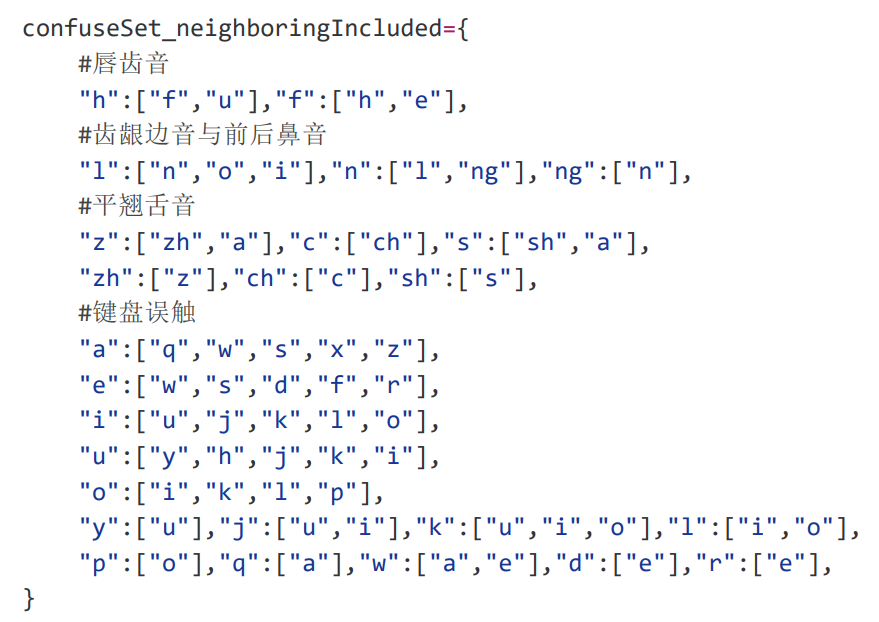 confuseSet_neighboringIncluded={
#唇齿音
"h":["f","u"],"f":["h","e"],
#齿龈边音与前后鼻音
"l":["n","o","i"],"n":["l","ng"],"ng":["n"],
#平翘舌音
"z":["zh","a"],"c":["ch"],"s":["sh","a"],
"zh":["z"],"ch":["c"],"sh":["s"],
#键盘误触
"a":["q","w","s","x","z"],
"e":["w","s","d","f","r"],
"i":["u","j","k","l","o"],
"u":["y","h","j","k","i"],
"o":["i","k","l","p"],
"y":["u"],"j":["u","i"],"k":["u","i","o"],"l":["i","o"],
"p":["o"],"q":["a"],"w":["a","e"],"d":["e"],"r":["e"],
}